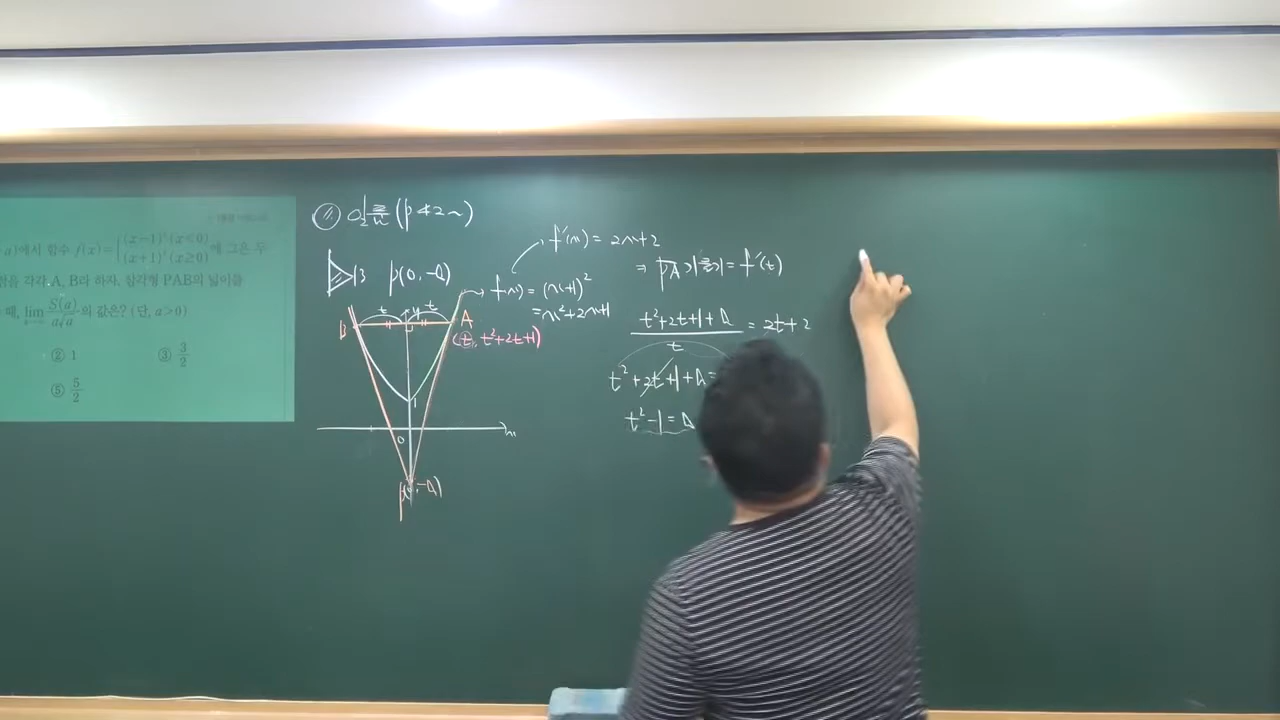 a)에서 함수 f(x)={(x-1)² (x≤0)
(x+1)² (x≥0) 에 그은 두
점을 각각 A, B라 하자. 삼각형 PAB의 넓이를
때, lim S(a)/a√a 의 값은? (단, a>0)
② 1 ③ 3/2
⑤ 5/2
P(0, -a)
f(x) = (x+1)²
= x²+2x+1
f'(x) = 2x+2
⇒ PA 기울기 = f'(t)
(t²+2t+1+a)/t = 2t+2
t²+2t+1+a=
t²-1=a
t t y
B A
(t, t²+2t+1)
1
O x
P(0, -a)